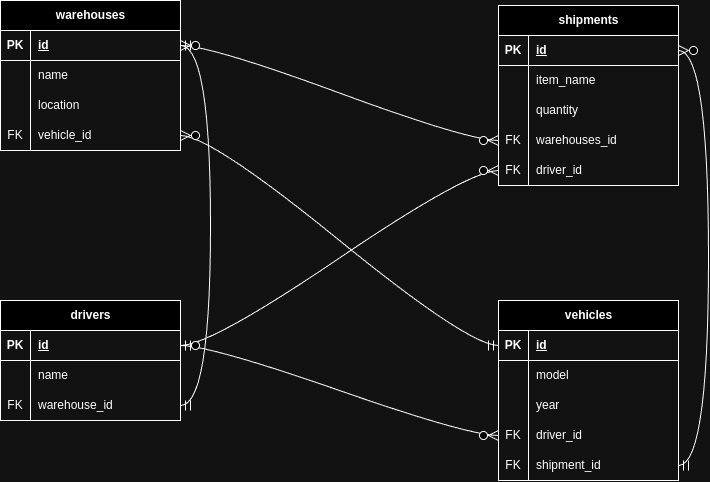 warehouses
PK id
name
location
FK vehicle_id
shipments
PK id
item_name
quantity
FK warehouses_id
FK driver_id
drivers
PK id
name
FK warehouse_id
vehicles
PK id
model
year
FK driver_id
FK shipment_id